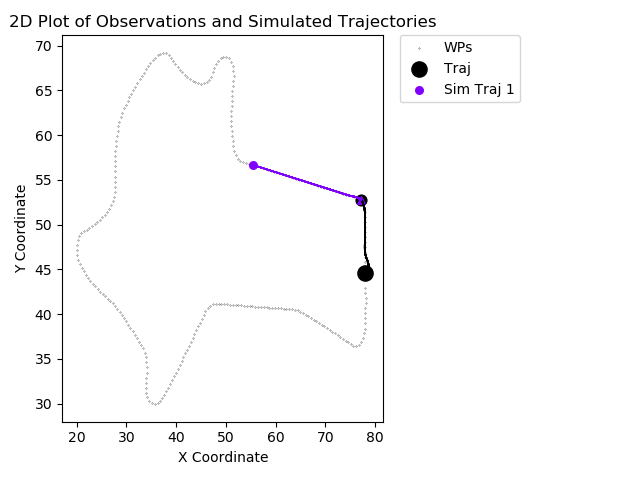 2D Plot of Observations and Simulated Trajectories
70
65
60
55
50
45
40
35
30
Y Coordinate
20 30 40 50 60 70 80
X Coordinate
WPs
Traj
Sim Traj 1